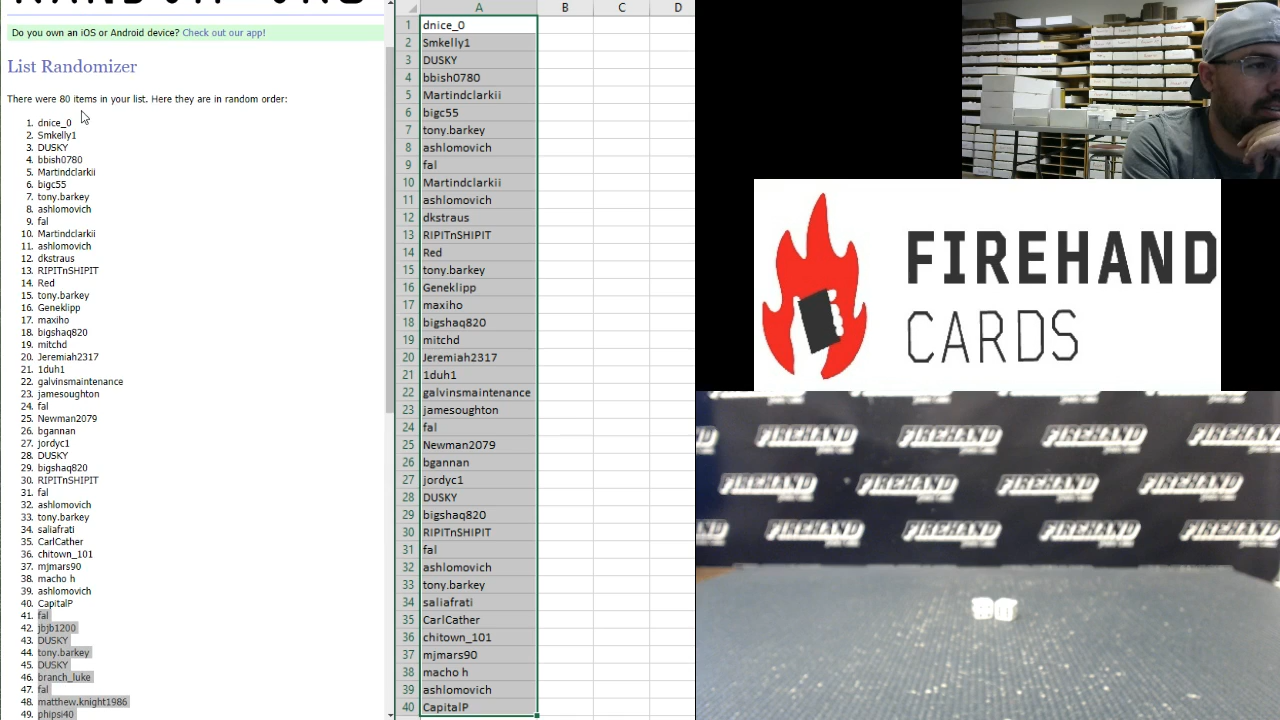 Do you own an iOS or Android device? Check out our app!
List Randomizer
There were 80 items in your list. Here they are in random order:
1. dnice_0
2. Smkelly1
3. DUSKY
4. bbish0780
5. Martindclarkii
6. bigc55
7. tony.barkey
8. ashlomovich
9. fal
10. Martindclarkii
11. ashlomovich
12. dkstraus
13. RIPITnSHIPIT
14. Red
15. tony.barkey
16. Geneklipp
17. maxiho
18. bigshaq820
19. mitchd
20. Jeremiah2317
21. 1duh1
22. galvinsmaintenance
23. jamesoughton
24. fal
25. Newman2079
26. bgannan
27. jordyc1
28. DUSKY
29. bigshaq820
30. RIPITnSHIPIT
31. fal
32. ashlomovich
33. tony.barkey
34. saliafrati
35. CarlCather
36. chitown_101
37. mjmars90
38. macho h
39. ashlomovich
40. CapitalP
41. fal
42. jbjb1200
43. DUSKY
44. tony.barkey
45. DUSKY
46. branch_luke
47. fal
48. matthew.knight1986
49. phipsi40
A B C D
1 dnice_0
2 Smkelly1
3 DUSKY
4 bbish0780
5 Martindclarkii
6 bigc55
7 tony.barkey
8 ashlomovich
9 fal
10 Martindclarkii
11 ashlomovich
12 dkstraus
13 RIPITnSHIPIT
14 Red
15 tony.barkey
16 Geneklipp
17 maxiho
18 bigshaq820
19 mitchd
20 Jeremiah2317
21 1duh1
22 galvinsmaintenance
23 jamesoughton
24 fal
25 Newman2079
26 bgannan
27 jordyc1
28 DUSKY
29 bigshaq820
30 RIPITnSHIPIT
31 fal
32 ashlomovich
33 tony.barkey
34 saliafrati
35 CarlCather
36 chitown_101
37 mjmars90
38 macho h
39 ashlomovich
40 CapitalP
FIREHAND
CARDS
FIREHAND FIREHAND FIREHAND FIREHAND
FIREHAND FIREHAND FIREHAND
FIREHAND FIREHAND FIREHAND FIREHAND